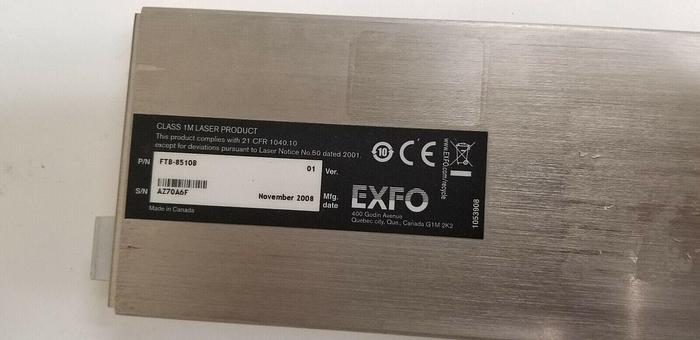 CLASS 1M LASER PRODUCT
This product complies with 21 CFR 1040.10
except for deviations pursuant to Laser Notice No.50 dated 2001.
P/N FTB-8510B 01 Ver.
S/N AZ70A6F November 2008 Mfg. date
Made in Canada
10
CE
www.EXFO.com/recycle
EXFO
400 Godin Avenue
Quebec city, Que., Canada G1M 2K2
1053908